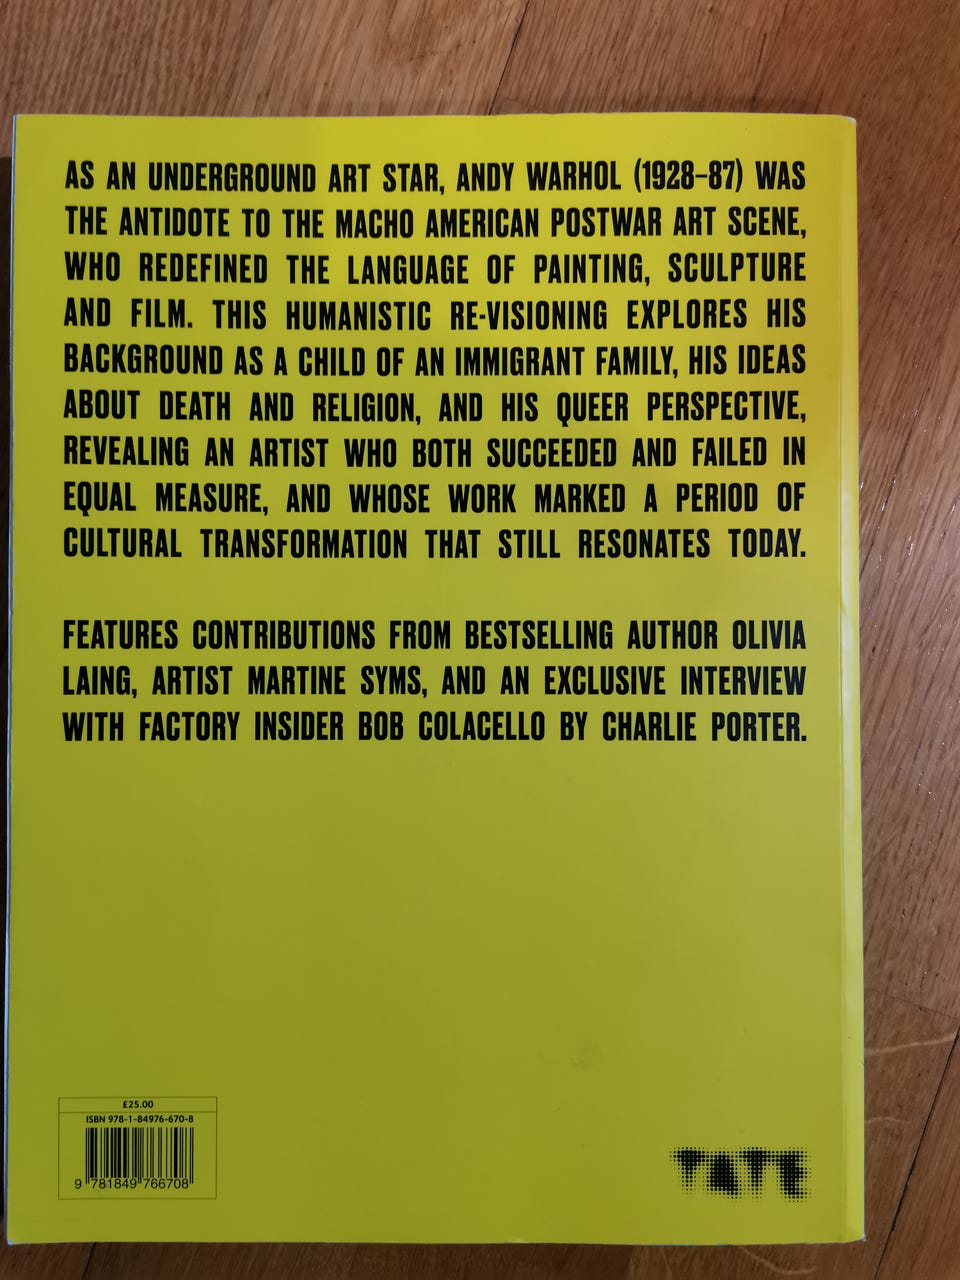 AS AN UNDERGROUND ART STAR, ANDY WARHOL (1928–87) WAS
THE ANTIDOTE TO THE MACHO AMERICAN POSTWAR ART SCENE,
WHO REDEFINED THE LANGUAGE OF PAINTING, SCULPTURE
AND FILM. THIS HUMANISTIC RE-VISIONING EXPLORES HIS
BACKGROUND AS A CHILD OF AN IMMIGRANT FAMILY, HIS IDEAS
ABOUT DEATH AND RELIGION, AND HIS QUEER PERSPECTIVE,
REVEALING AN ARTIST WHO BOTH SUCCEEDED AND FAILED IN
EQUAL MEASURE, AND WHOSE WORK MARKED A PERIOD OF
CULTURAL TRANSFORMATION THAT STILL RESONATES TODAY.
FEATURES CONTRIBUTIONS FROM BESTSELLING AUTHOR OLIVIA
LAING, ARTIST MARTINE SYMS, AND AN EXCLUSIVE INTERVIEW
WITH FACTORY INSIDER BOB COLACELLO BY CHARLIE PORTER.
£25.00
ISBN 978-1-84976-670-8
9 781849 766708
TATE